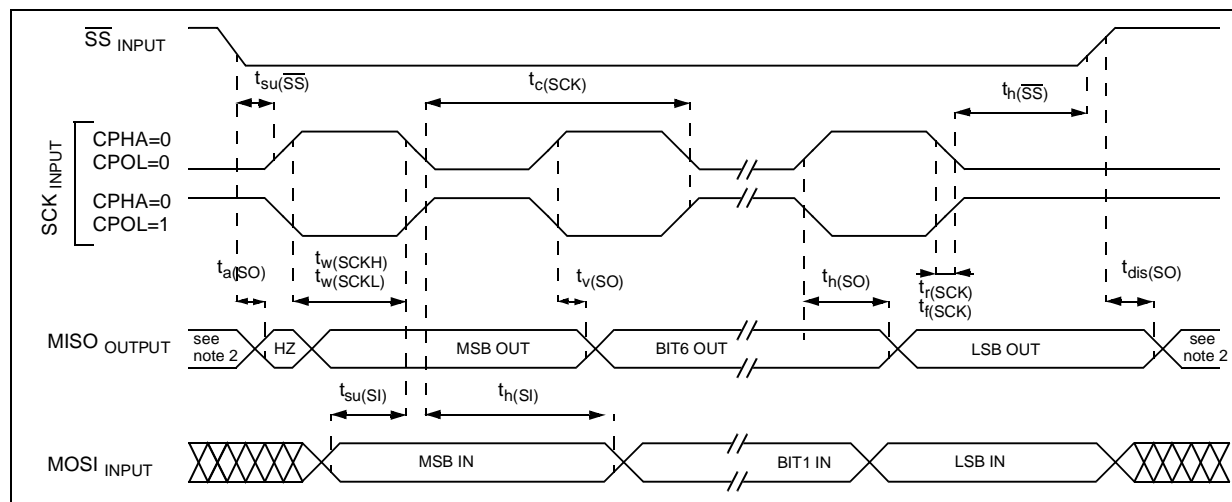 SS INPUT
tsu(SS)
tc(SCK)
th(SS)
SCK INPUT
CPHA=0
CPOL=0
CPHA=0
CPOL=1
ta(SO)
tw(SCKH)
tw(SCKL)
tv(SO)
th(SO)
tr(SCK)
tf(SCK)
tdis(SO)
MISO OUTPUT
see
note 2
HZ
MSB OUT
BIT6 OUT
LSB OUT
see
note 2
tsu(SI)
th(SI)
MOSI INPUT
MSB IN
BIT1 IN
LSB IN